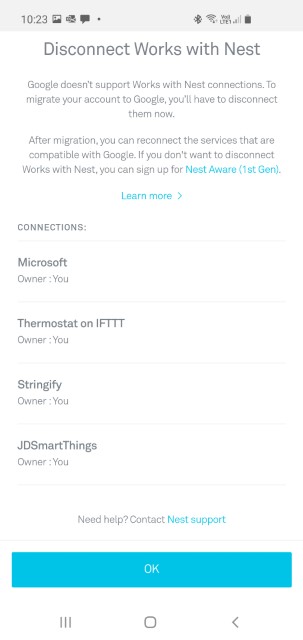 10:23
Disconnect Works with Nest
Google doesn't support Works with Nest connections. To
migrate your account to Google, you'll have to disconnect
them now.
After migration, you can reconnect the services that are
compatible with Google. If you don't want to disconnect
Works with Nest, you can sign up for Nest Aware (1st Gen).
Learn more >
CONNECTIONS:
Microsoft
Owner : You
Thermostat on IFTTT
Owner : You
Stringify
Owner : You
JDSmartThings
Owner : You
Need help? Contact Nest support
OK